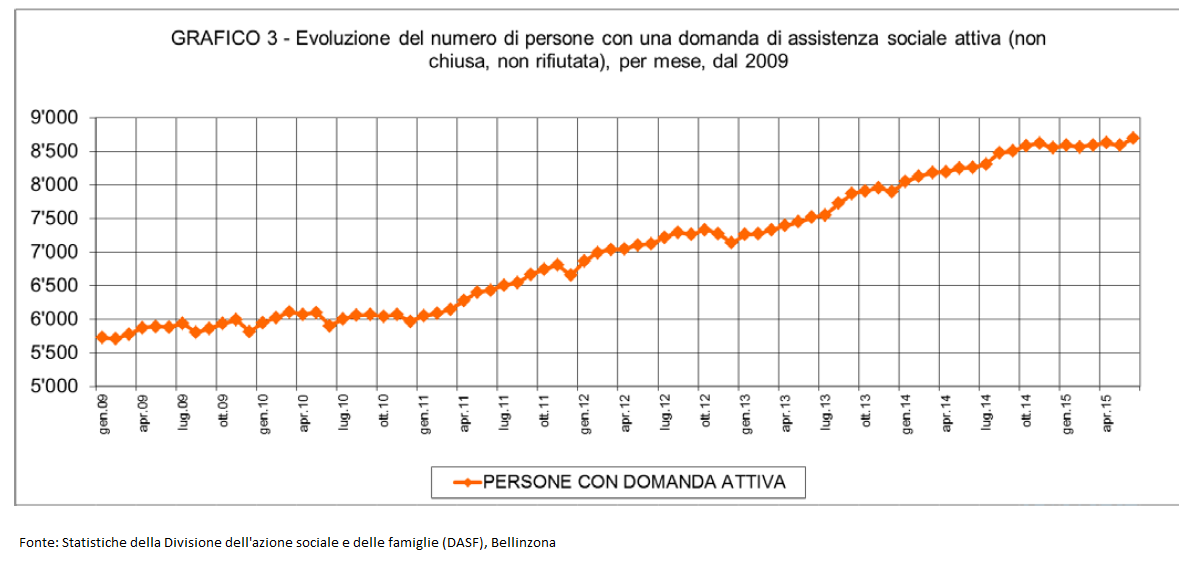 GRAFICO 3 - Evoluzione del numero di persone con una domanda di assistenza sociale attiva (non
chiusa, non rifiutata), per mese, dal 2009
9'000
8'500
8'000
7'500
7'000
6'500
6'000
5'500
5'000
gen.09
apr.09
lug.09
ott.09
gen.10
apr.10
lug.10
ott.10
gen.11
apr.11
lug.11
ott.11
gen.12
apr.12
lug.12
ott.12
gen.13
apr.13
lug.13
ott.13
gen.14
apr.14
lug.14
ott.14
gen.15
apr.15
PERSONE CON DOMANDA ATTIVA
Fonte: Statistiche della Divisione dell'azione sociale e delle famiglie (DASF), Bellinzona